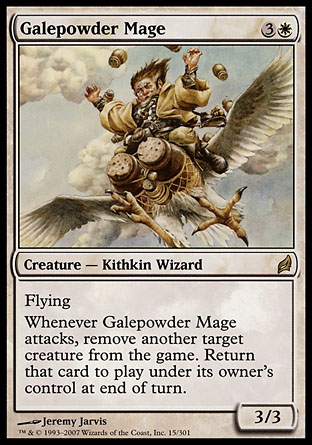 Galepowder Mage 3
Creature — Kithkin Wizard
Flying
Whenever Galepowder Mage
attacks, remove another target
creature from the game. Return
that card to play under its owner's
control at end of turn.
Jeremy Jarvis
™ & © 1993–2007 Wizards of the Coast, Inc. 15/301
3/3